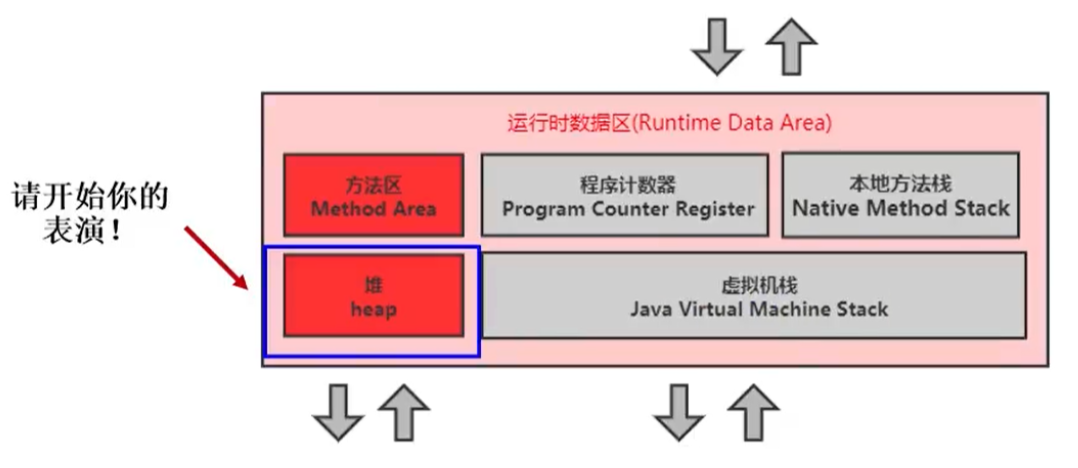 运行时数据区(Runtime Data Area)
方法区
Method Area
程序计数器
Program Counter Register
本地方法栈
Native Method Stack
请开始你的
表演！
堆
heap
虚拟机栈
Java Virtual Machine Stack